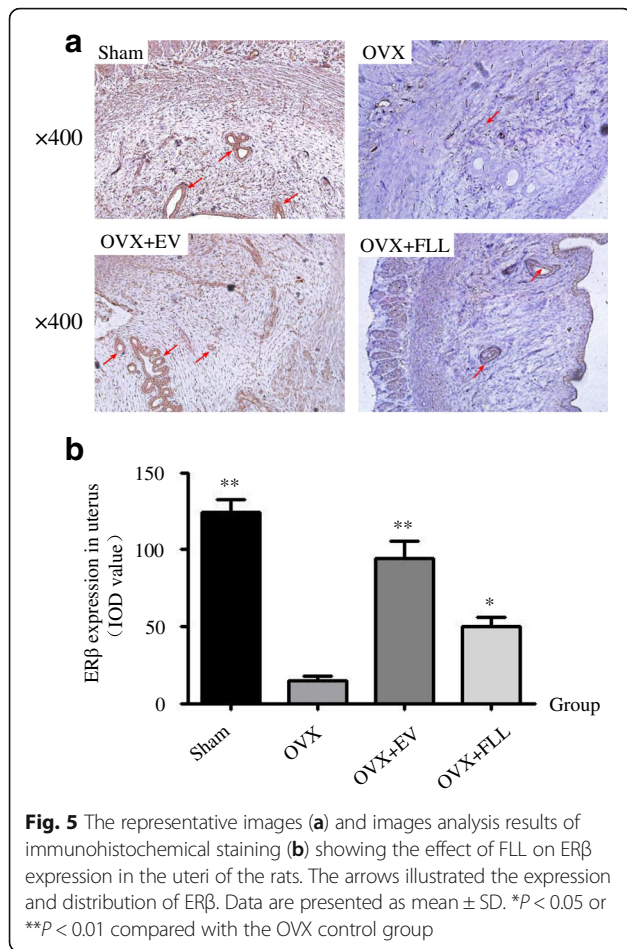 a
Sham
OVX
×400
OVX+EV
OVX+FLL
×400
b
150
100
50
0
ERβ expression in uterus
(IOD value)
**
**
*
Sham
OVX
OVX+EV
OVX+FLL
Group
Fig. 5 The representative images (a) and images analysis results of
immunohistochemical staining (b) showing the effect of FLL on ERβ
expression in the uteri of the rats. The arrows illustrated the expression
and distribution of ERβ. Data are presented as mean ± SD. *P < 0.05 or
**P < 0.01 compared with the OVX control group